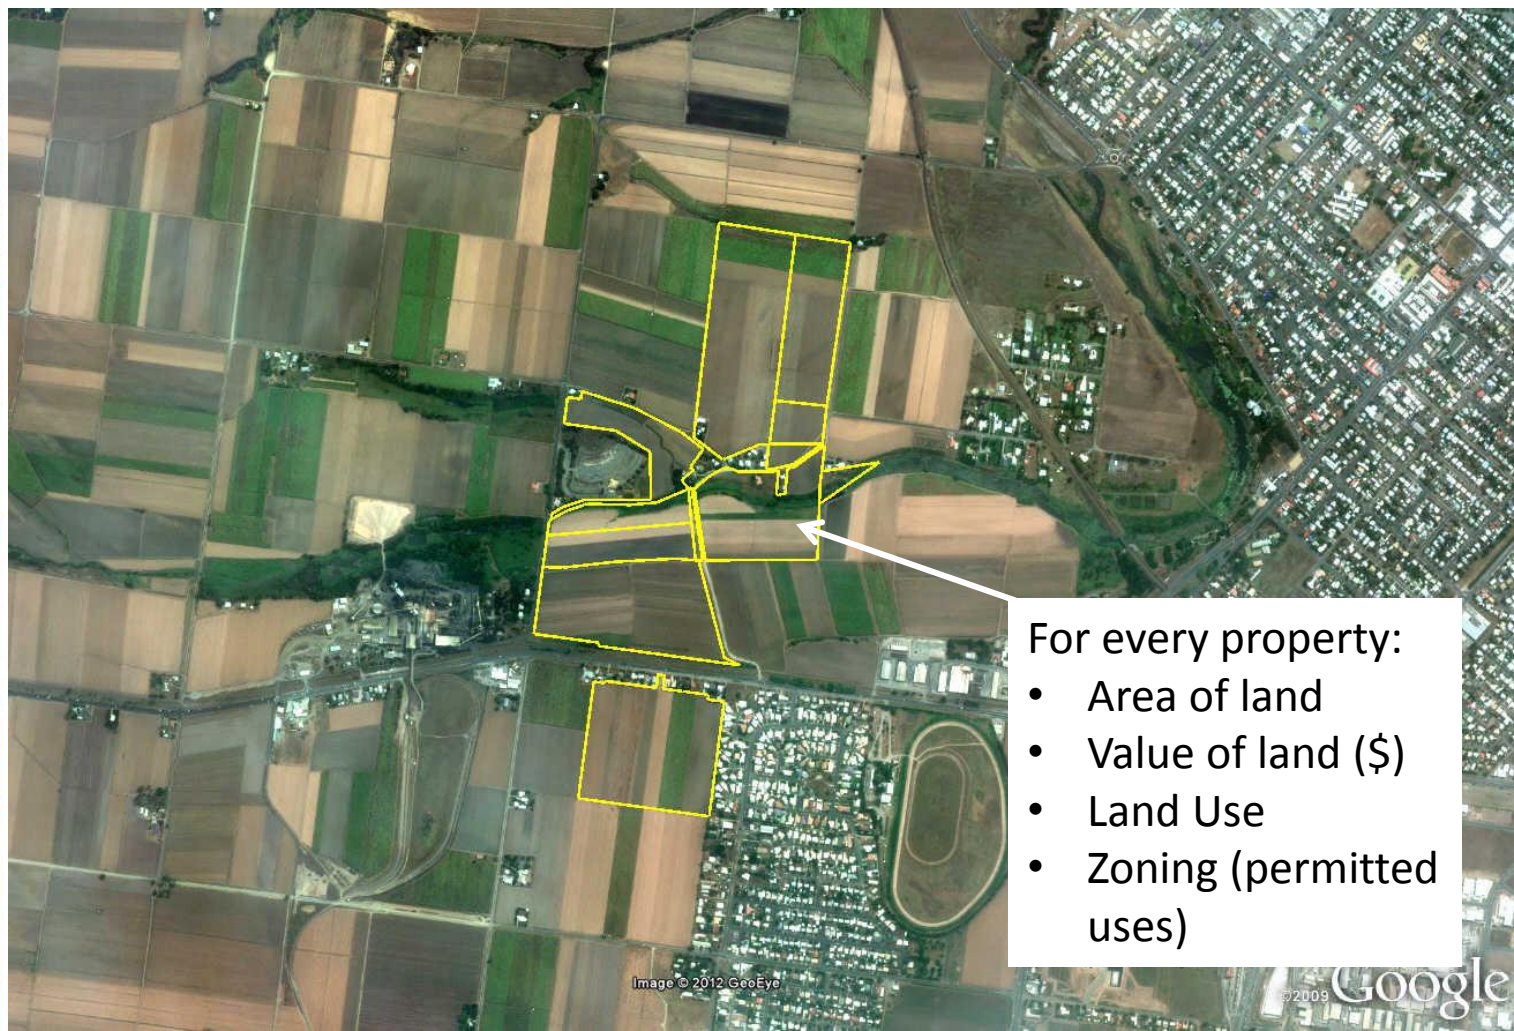 For every property:
• Area of land
• Value of land ($)
• Land Use
• Zoning (permitted
uses)
Image © 2012 GeoEye
©2009 Google